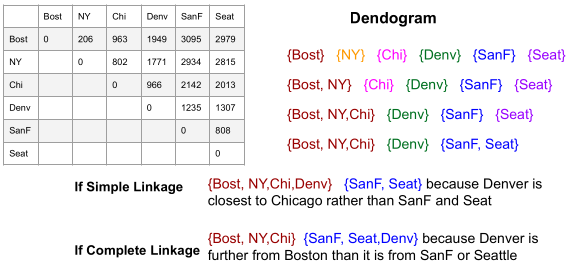 Dendogram
Bost NY Chi Denv SanF Seat
Bost 0 206 963 1949 3095 2979
NY 0 802 1771 2934 2815
Chi 0 966 2142 2013
Denv 0 1235 1307
SanF 0 808
Seat 0
{Bost} {NY} {Chi} {Denv} {SanF} {Seat}
{Bost, NY} {Chi} {Denv} {SanF} {Seat}
{Bost, NY,Chi} {Denv} {SanF} {Seat}
{Bost, NY,Chi} {Denv} {SanF, Seat}
If Simple Linkage {Bost, NY,Chi,Denv} {SanF, Seat} because Denver is
closest to Chicago rather than SanF and Seat
If Complete Linkage {Bost, NY,Chi} {SanF, Seat,Denv} because Denver is
further from Boston than it is from SanF or Seattle